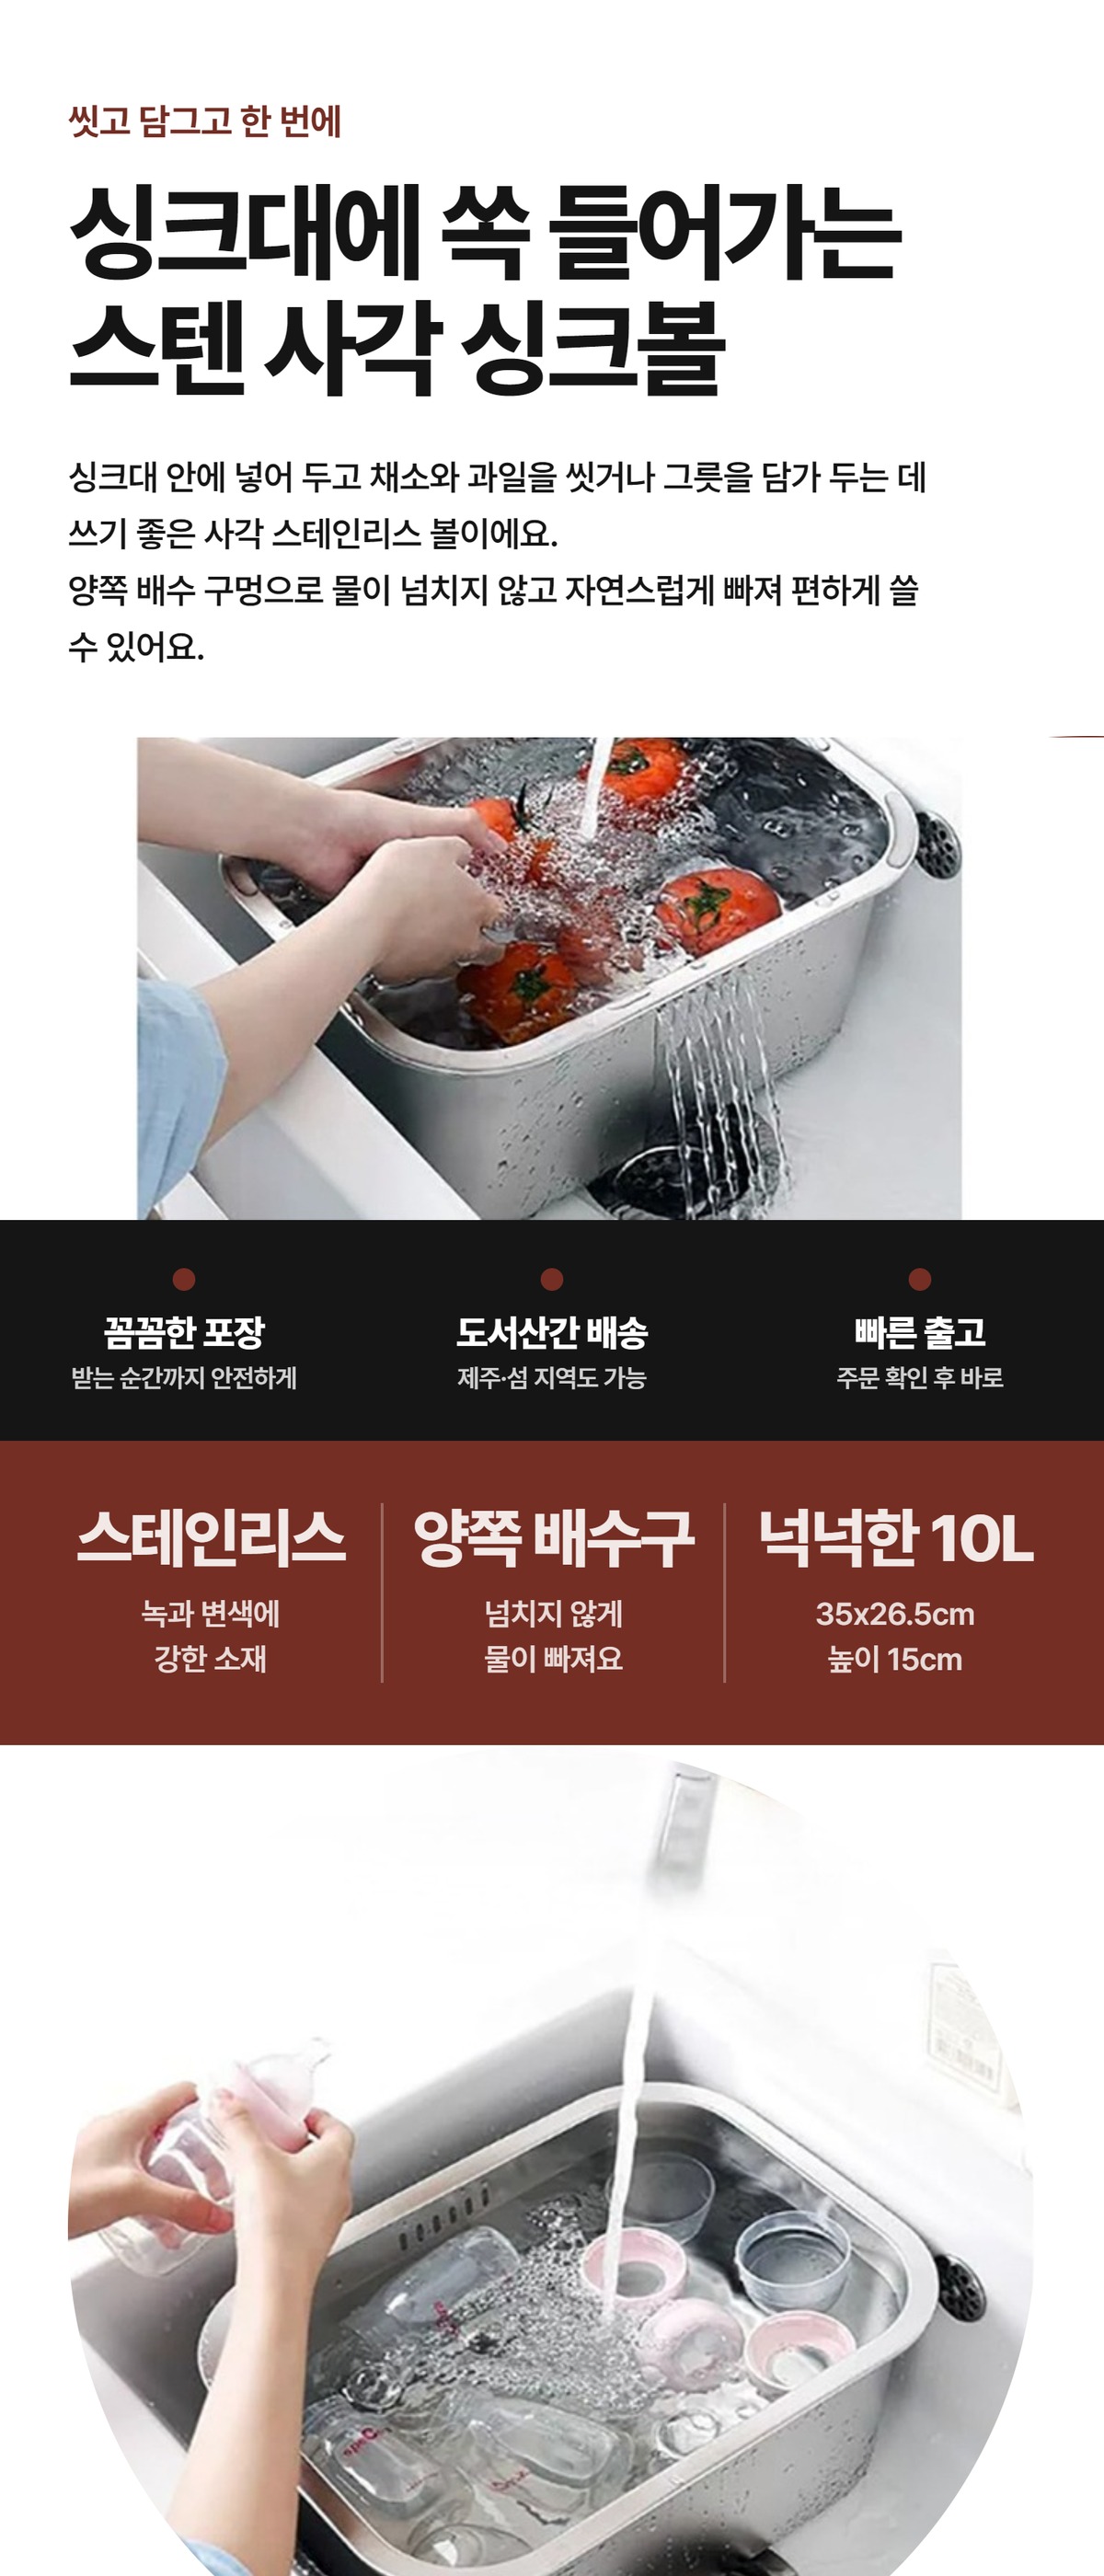 씻고 담그고 한 번에
싱크대에 쏙 들어가는
스텐 사각 싱크볼
싱크대 안에 넣어 두고 채소와 과일을 씻거나 그릇을 담가 두는 데
쓰기 좋은 사각 스테인리스 볼이에요.
양쪽 배수 구멍으로 물이 넘치지 않고 자연스럽게 빠져 편하게 쓸
수 있어요.
꼼꼼한 포장
받는 순간까지 안전하게
도서산간 배송
제주·섬 지역도 가능
빠른 출고
주문 확인 후 바로
스테인리스
녹과 변색에
강한 소재
양쪽 배수구
넘치지 않게
물이 빠져요
넉넉한 10L
35x26.5cm
높이 15cm